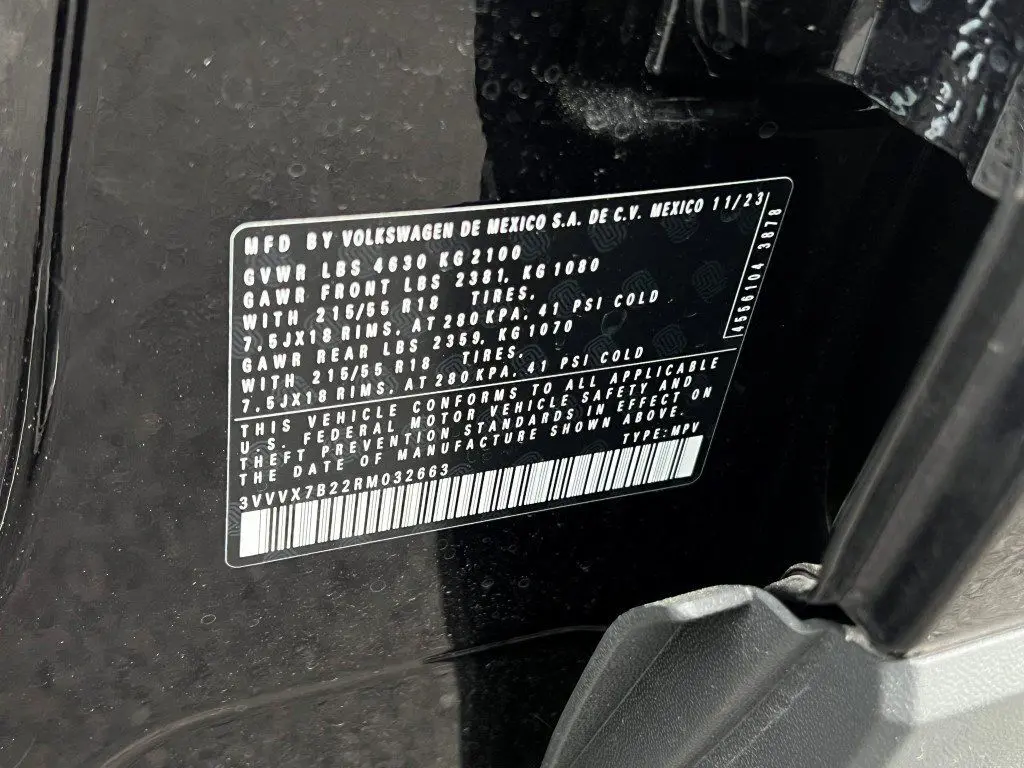 MFD BY VOLKSWAGEN DE MEXICO S.A. DE C.V. MEXICO 11/23
GVWR LBS 4630 KG 2100
GAWR FRONT LBS 2381, KG 1080
WITH 215/55 R18 TIRES,
7,5JX18 RIMS, AT 280 KPA, 41 PSI COLD
GAWR REAR LBS 2359, KG 1070
WITH 215/55 R18 TIRES,
7,5JX18 RIMS, AT 280 KPA, 41 PSI COLD
4556104 3878
THIS VEHICLE CONFORMS TO ALL APPLICABLE
U.S. FEDERAL MOTOR VEHICLE SAFETY AND
THEFT PREVENTION STANDARDS IN EFFECT ON
THE DATE OF MANUFACTURE SHOWN ABOVE.
3VVVX7B22RM032663 TYPE: MPV